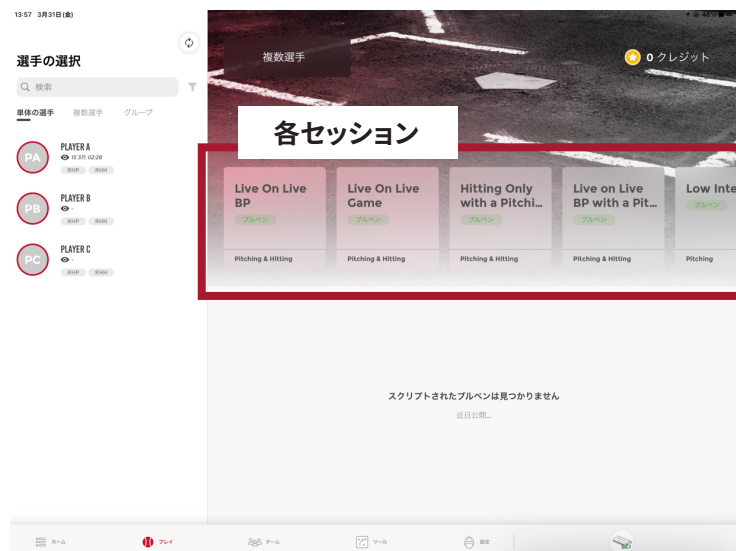 13:57 3月31日(金)
46%
選手の選択
検索
単体の選手 複数選手 グループ
PA
PLAYER A
15 3月 02:28
RHP RHH
PB
PLAYER B
-
RHP RHH
PC
PLAYER C
-
RHP RHH
複数選手
0 クレジット
各セッション
Live On Live
BP
ブルペン
Pitching & Hitting
Live On Live
Game
ブルペン
Pitching & Hitting
Hitting Only
with a Pitchi...
ブルペン
Pitching & Hitting
Live on Live
BP with a Pit...
ブルペン
Pitching & Hitting
Low Inte
ブルペン
Pitching
スクリプトされたブルペンは見つかりません
近日公開...
ホーム プレイ チーム ツール 設定